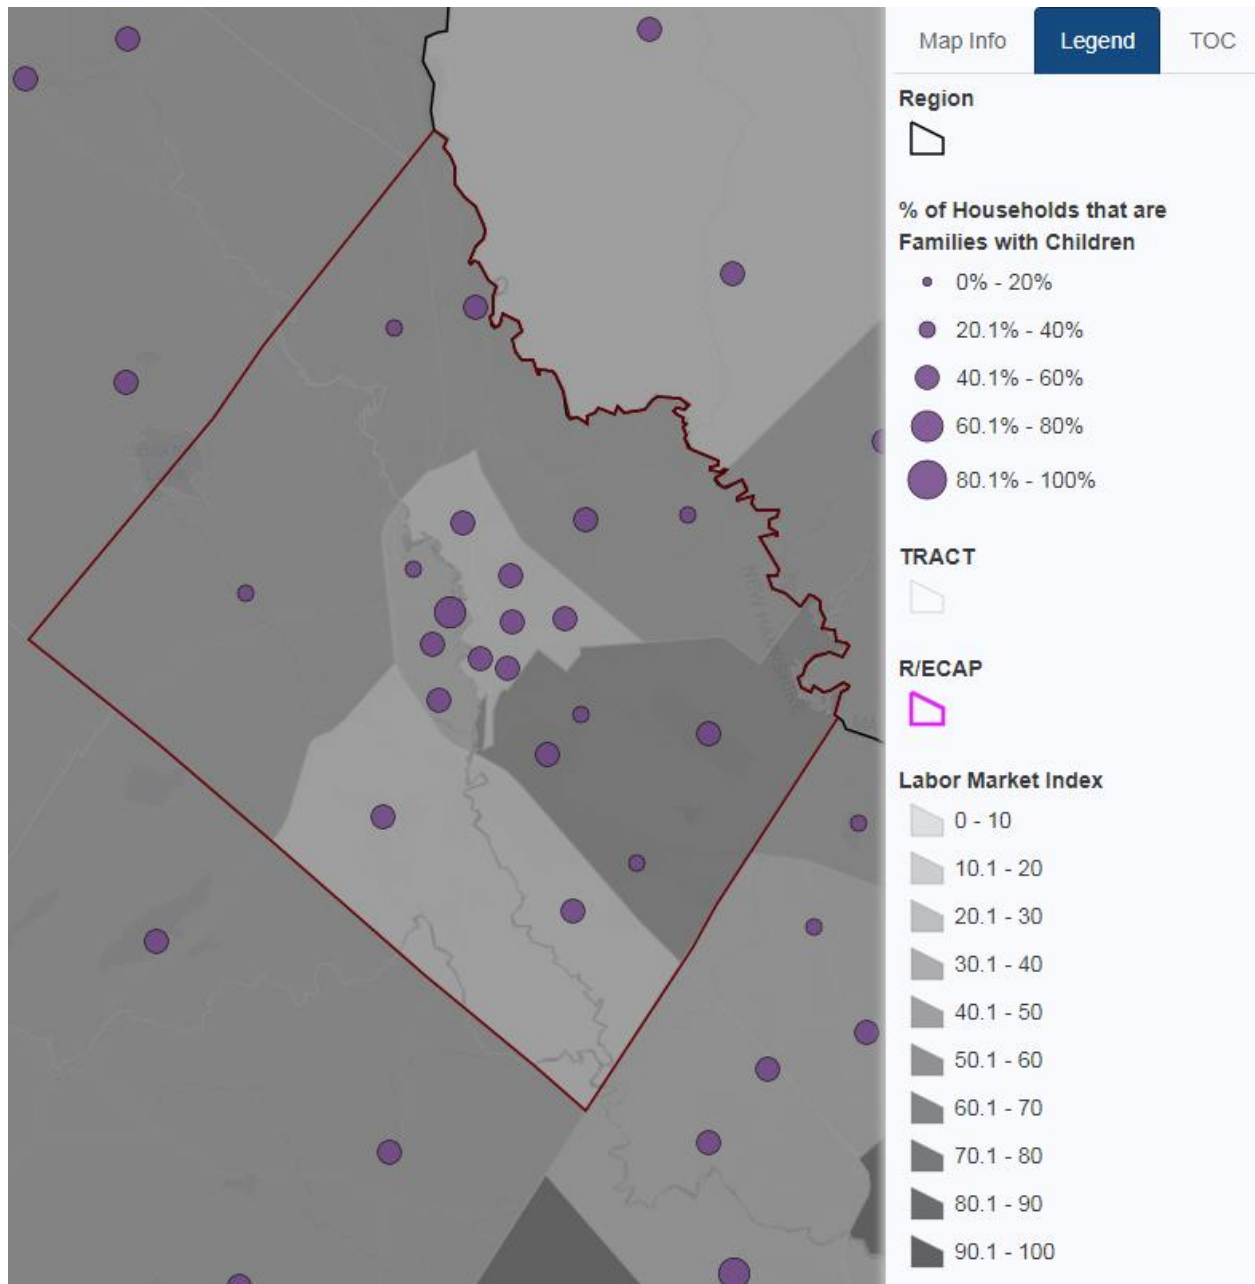 Map Info
Legend
TOC
Region
% of Households that are
Families with Children
0% - 20%
20.1% - 40%
40.1% - 60%
60.1% - 80%
80.1% - 100%
TRACT
R/ECAP
Labor Market Index
0 - 10
10.1 - 20
20.1 - 30
30.1 - 40
40.1 - 50
50.1 - 60
60.1 - 70
70.1 - 80
80.1 - 90
90.1 - 100